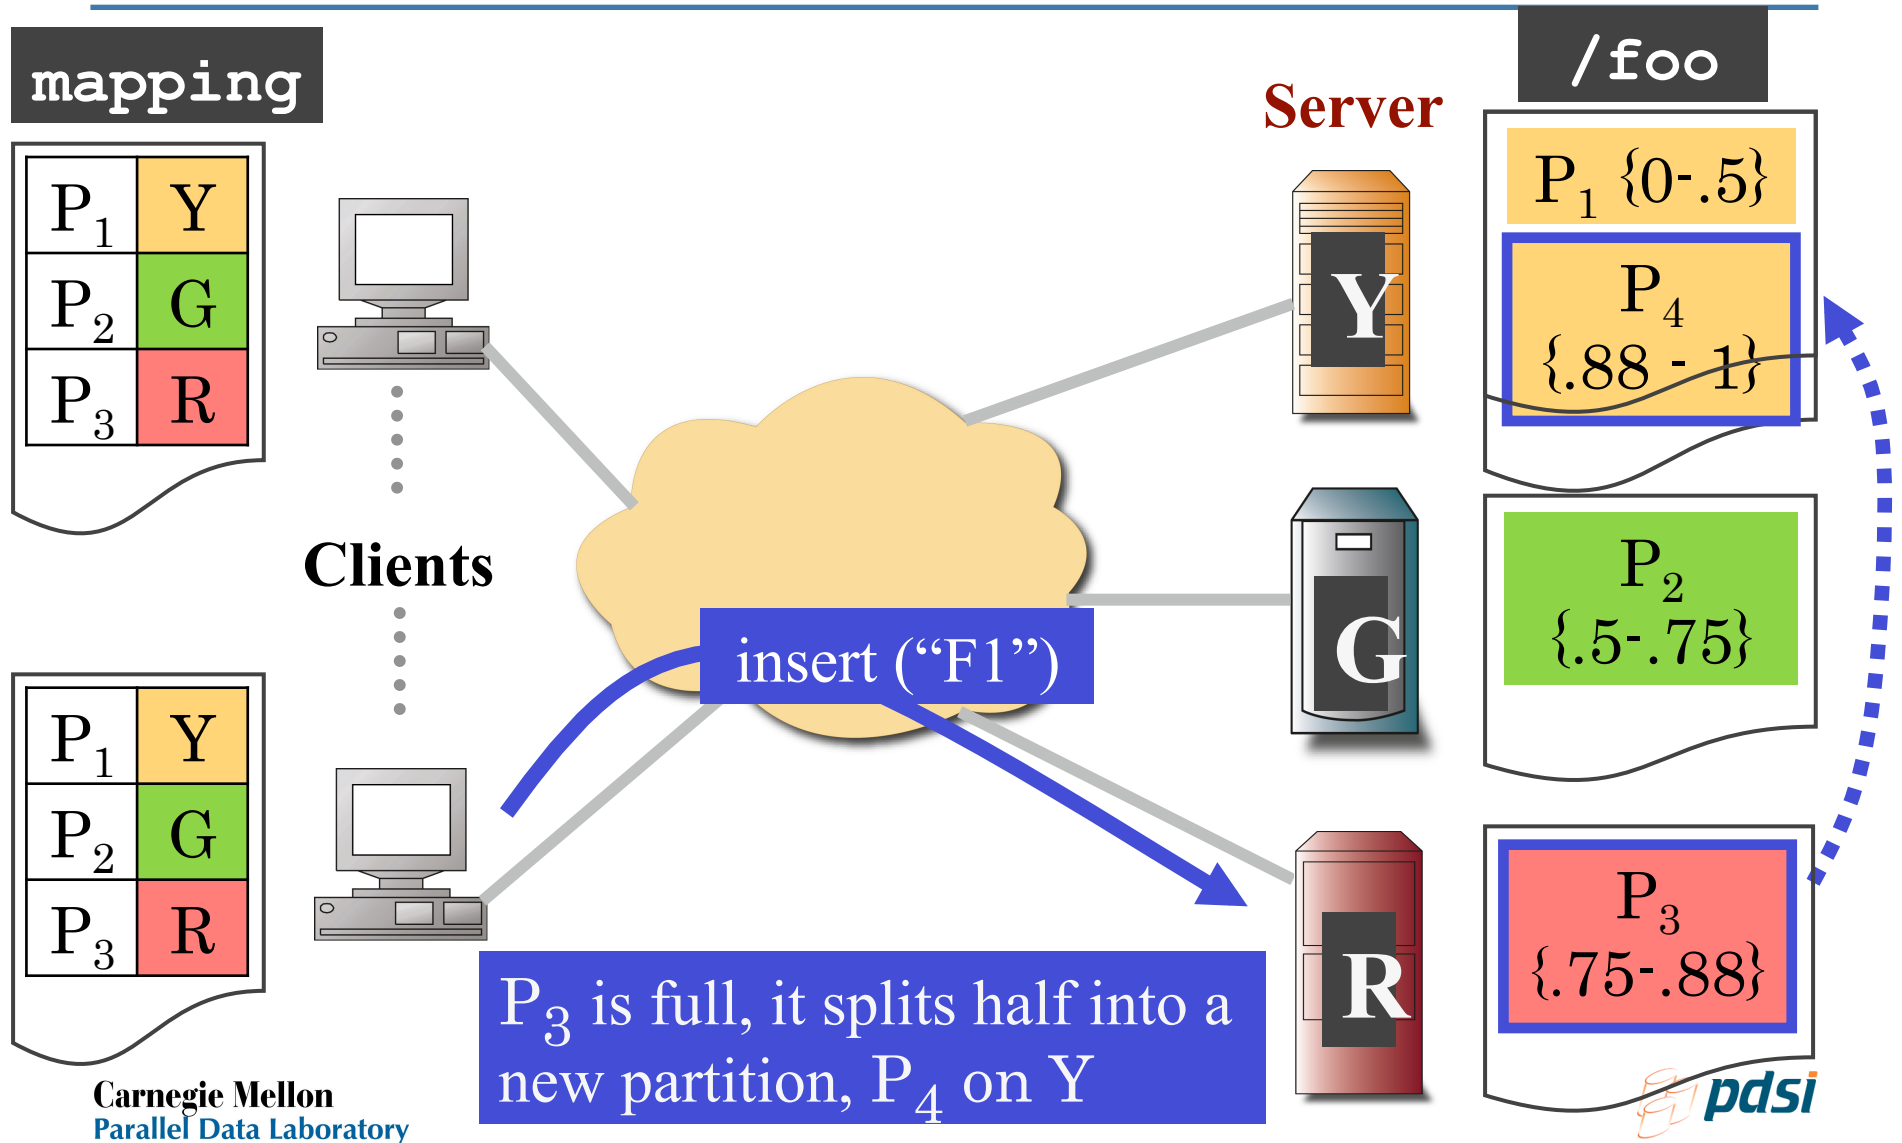 mapping
/foo
Server
P₁ Y
P₂ G
P₃ R
Clients
P₁ Y
P₂ G
P₃ R
insert (“F1”)
Y
G
R
P₁ {0-.5}
P₄
{.88 - 1}
P₂
{.5-.75}
P₃
{.75-.88}
P₃ is full, it splits half into a
new partition, P₄ on Y
Carnegie Mellon
Parallel Data Laboratory
pdsi